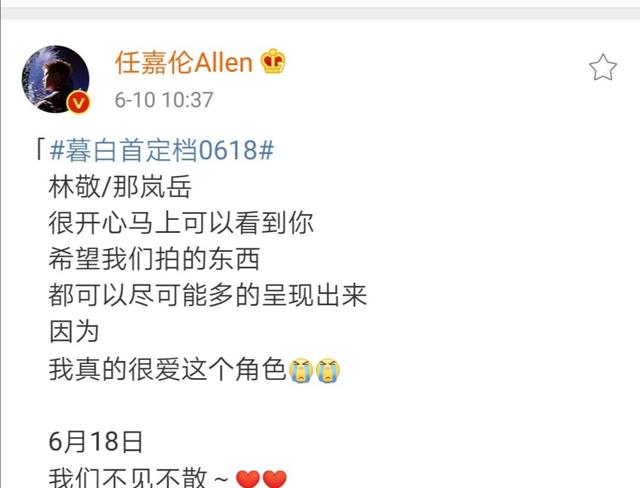 任嘉伦Allen
6-10 10:37
「#暮白首定档0618#
林敬/那岚岳
很开心马上可以看到你
希望我们拍的东西
都可以尽可能多的呈现出来
因为
我真的很爱这个角色😭😭
6月18日
我们不见不散~❤️❤️